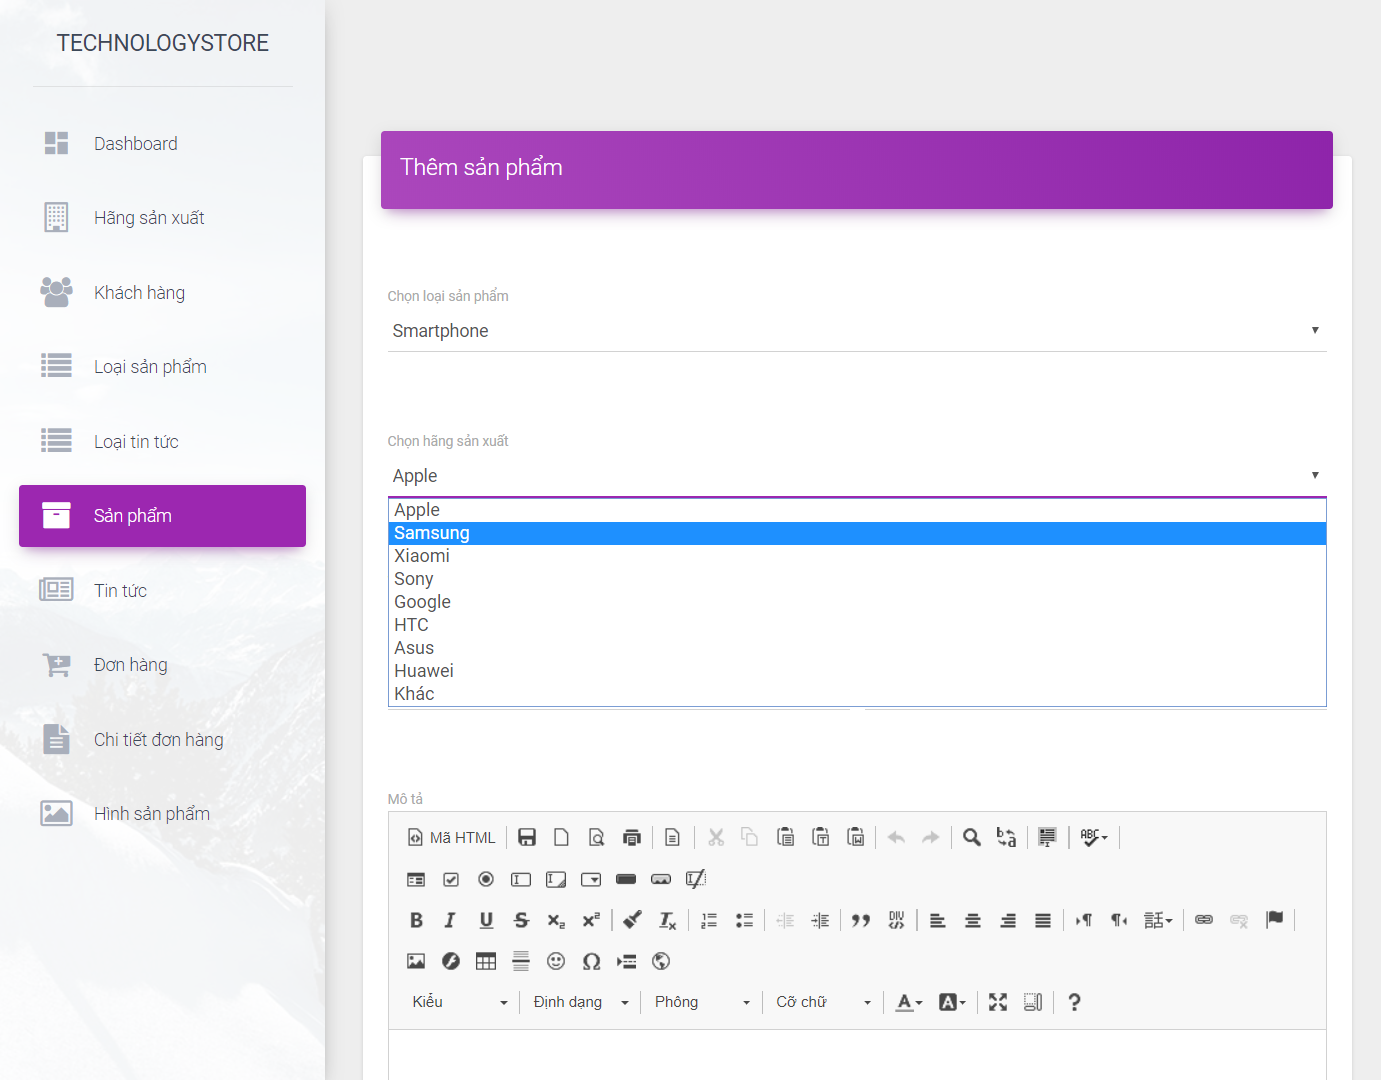 TECHNOLOGYSTORE
Dashboard
Hãng sản xuất
Khách hàng
Loại sản phẩm
Loại tin tức
Sản phẩm
Tin tức
Đơn hàng
Chi tiết đơn hàng
Hình sản phẩm
Thêm sản phẩm
Chọn loại sản phẩm
Smartphone
Chọn hãng sản xuất
Apple
Apple
Samsung
Xiaomi
Sony
Google
HTC
Asus
Huawei
Khác
Mô tả
Mã HTML
Kiểu Định dạng Phông Cỡ chữ